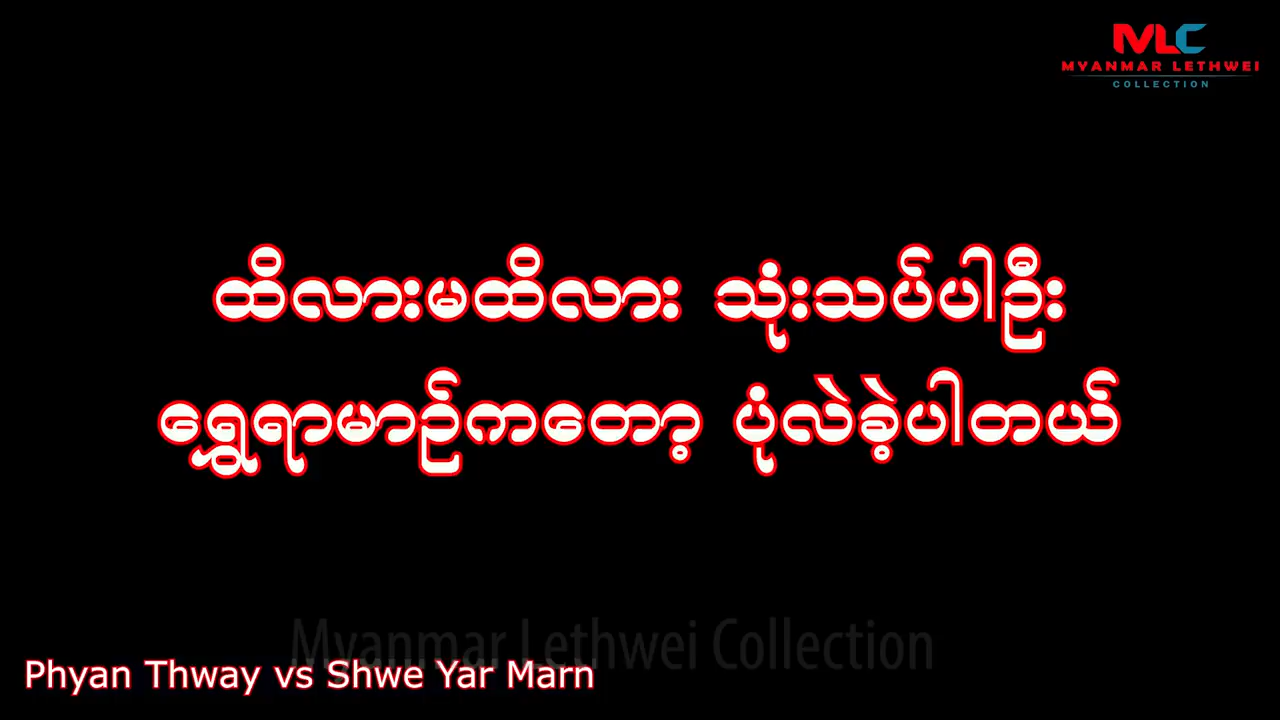 MLC
MYANMAR LETHWEI
COLLECTION
ထိလားမထိလား သုံးသပ်ပါဦး
ရွှေရာမာဉ်ကတော့ ပုံလဲခဲ့ပါတယ်
Myanmar Lethwei Collection
Phyan Thway vs Shwe Yar Marn